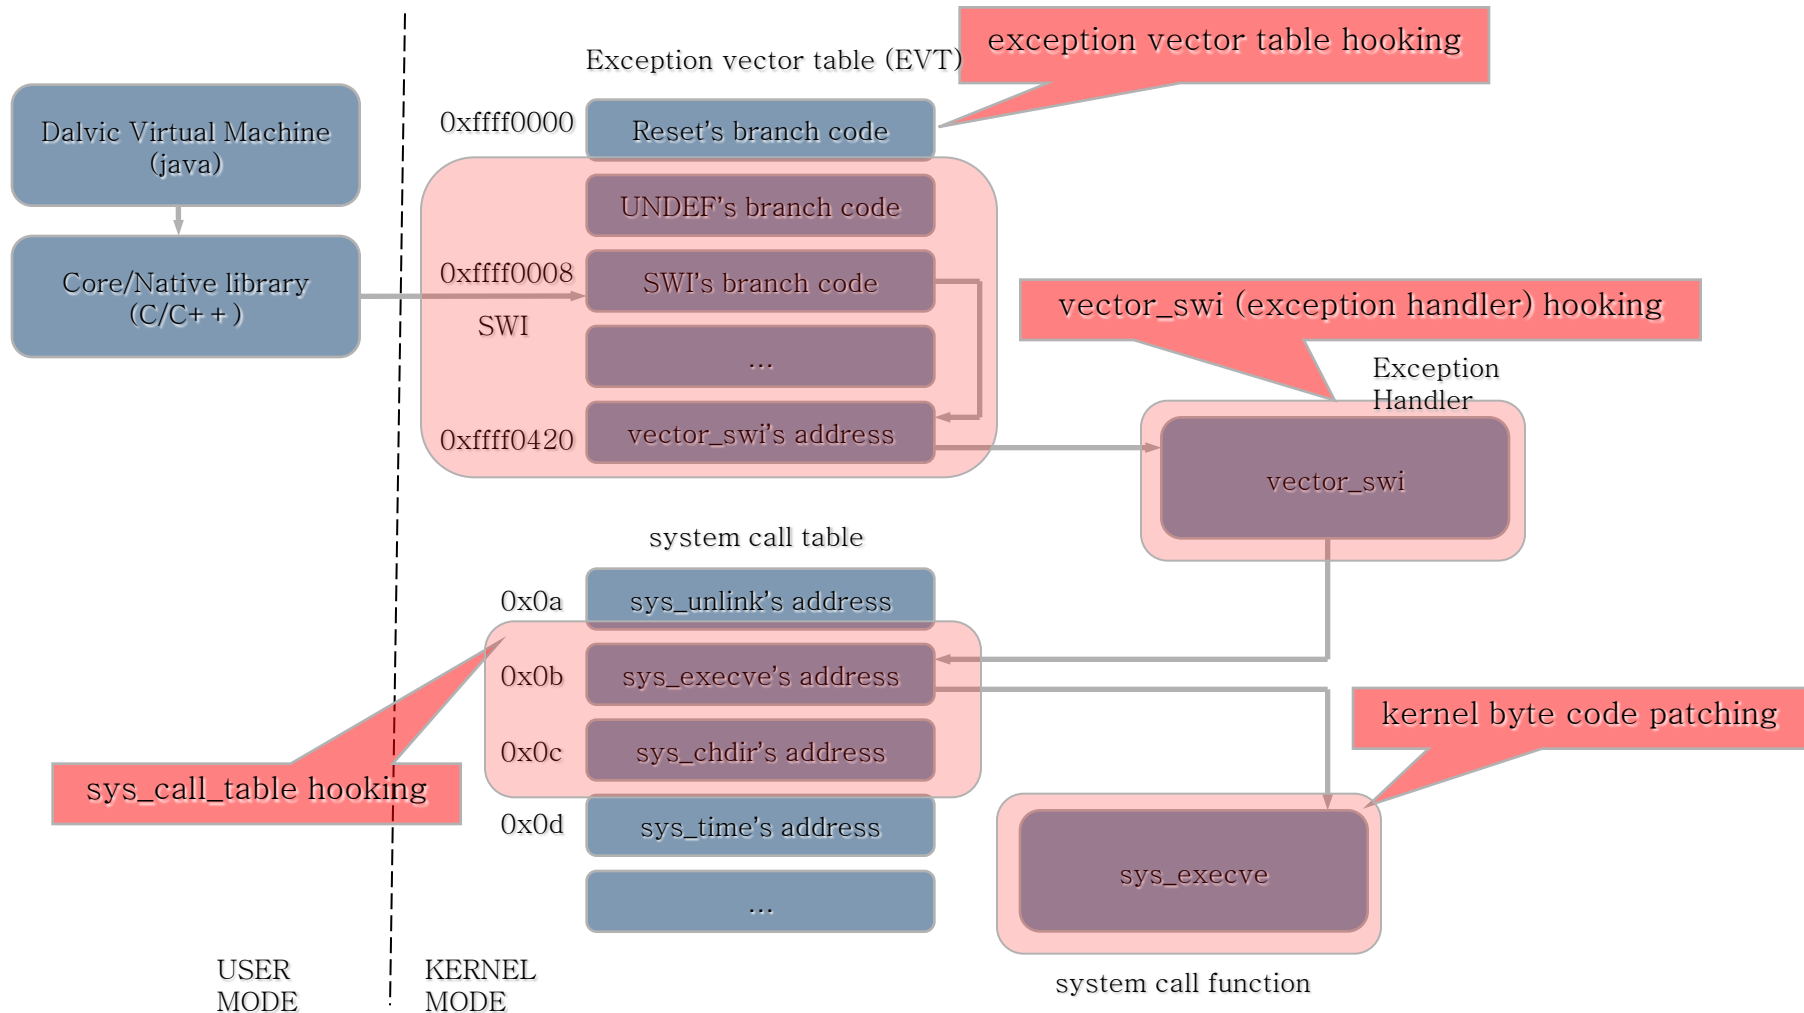 exception vector table hooking
Exception vector table (EVT)
0xffff0000
Reset's branch code
Dalvic Virtual Machine
(java)
UNDEF's branch code
Core/Native library
(C/C++)
0xffff0008
SWI's branch code
SWI
vector_swi (exception handler) hooking
...
Exception
Handler
0xffff0420
vector_swi's address
vector_swi
system call table
0x0a
sys_unlink's address
0x0b
sys_execve's address
kernel byte code patching
0x0c
sys_chdir's address
sys_call_table hooking
0x0d
sys_time's address
sys_execve
...
USER
MODE
KERNEL
MODE
system call function